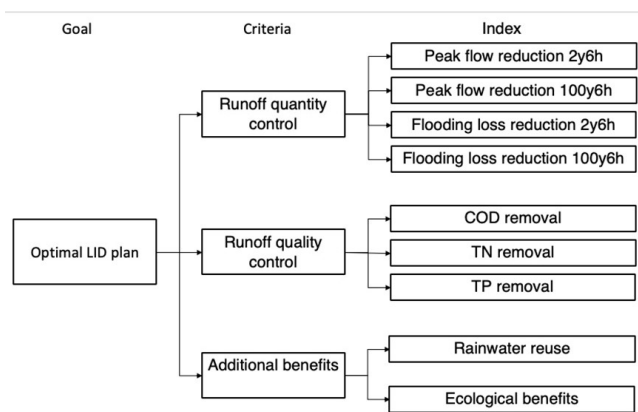 Goal Criteria Index
Peak flow reduction 2y6h
Peak flow reduction 100y6h
Runoff quantity
control
Flooding loss reduction 2y6h
Flooding loss reduction 100y6h
Optimal LID plan
Runoff quality
control
COD removal
TN removal
TP removal
Additional benefits
Rainwater reuse
Ecological benefits